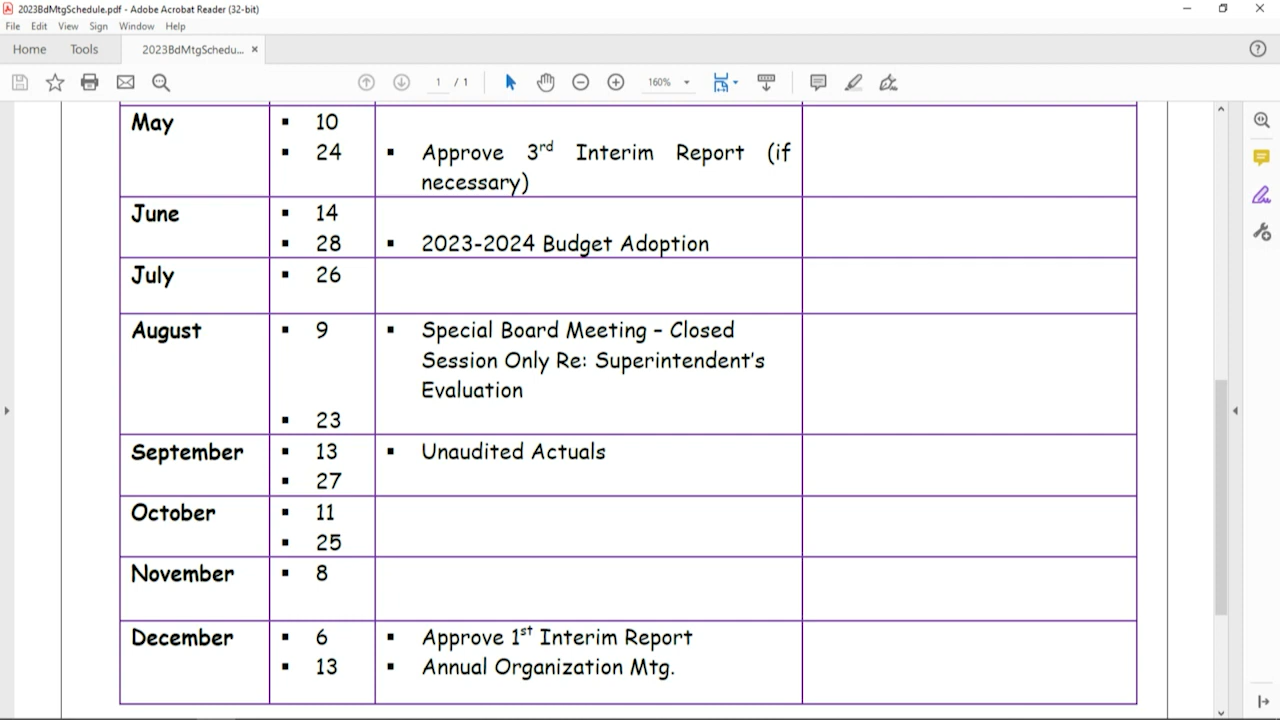 2023BdMtgSchedule.pdf - Adobe Acrobat Reader (32-bit)
File Edit View Sign Window Help
Home Tools 2023BdMtgSchedu... ×
1 / 1 160%
May ▪ 10
▪ 24 ▪ Approve 3rd Interim Report (if
necessary)
June ▪ 14
▪ 28 ▪ 2023-2024 Budget Adoption
July ▪ 26
August ▪ 9 ▪ Special Board Meeting – Closed
Session Only Re: Superintendent's
Evaluation
▪ 23
September ▪ 13 ▪ Unaudited Actuals
▪ 27
October ▪ 11
▪ 25
November ▪ 8
December ▪ 6 ▪ Approve 1st Interim Report
▪ 13 ▪ Annual Organization Mtg.